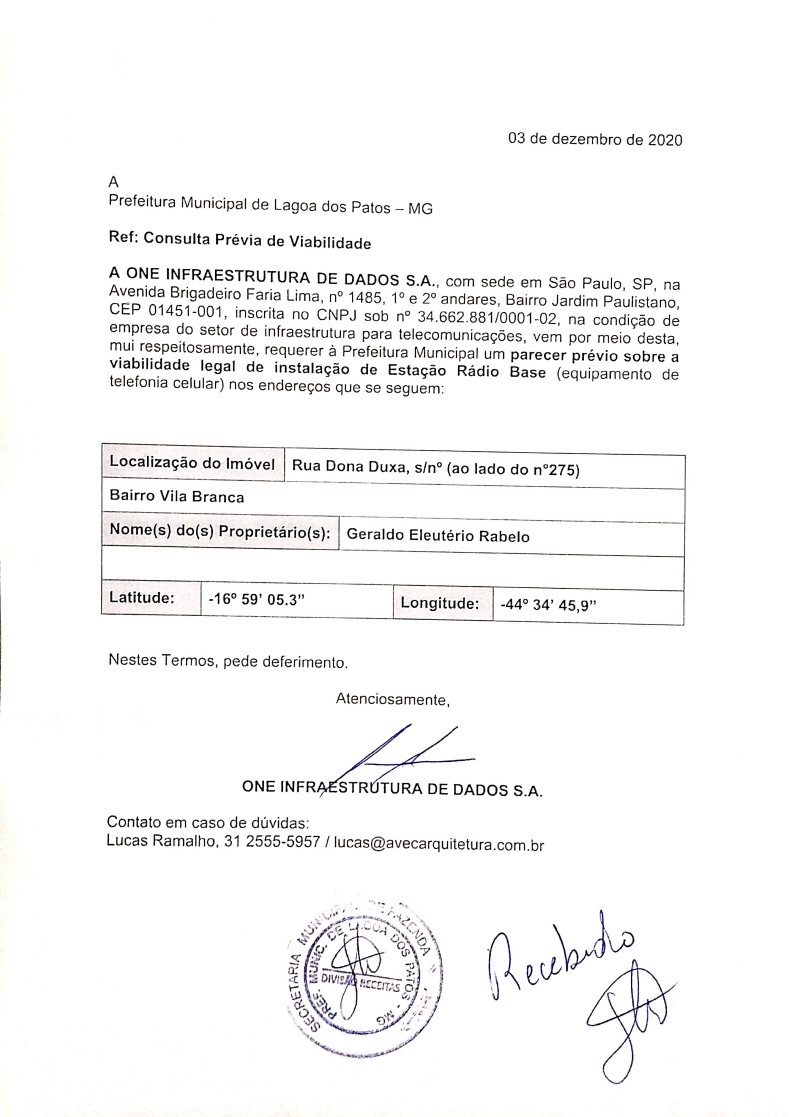 03 de dezembro de 2020
A
Prefeitura Municipal de Lagoa dos Patos – MG
Ref: Consulta Prévia de Viabilidade
A ONE INFRAESTRUTURA DE DADOS S.A., com sede em São Paulo, SP, na
Avenida Brigadeiro Faria Lima, nº 1485, 1º e 2º andares, Bairro Jardim Paulistano,
CEP 01451-001, inscrita no CNPJ sob nº 34.662.881/0001-02, na condição de
empresa do setor de infraestrutura para telecomunicações, vem por meio desta,
mui respeitosamente, requerer à Prefeitura Municipal um parecer prévio sobre a
viabilidade legal de instalação de Estação Rádio Base (equipamento de
telefonia celular) nos endereços que se seguem:
Localização do Imóvel Rua Dona Duxa, s/nº (ao lado do nº275)
Bairro Vila Branca
Nome(s) do(s) Proprietário(s): Geraldo Eleutério Rabelo
Latitude: -16º 59' 05.3" Longitude: -44º 34' 45,9"
Nestes Termos, pede deferimento.
Atenciosamente,
ONE INFRAESTRUTURA DE DADOS S.A.
Contato em caso de dúvidas:
Lucas Ramalho, 31 2555-5957 / lucas@avecarquitetura.com.br
SECRETARIA MUNICIPAL DE FAZENDA
PREF. MUNIC. DE LAGOA DOS PATOS - MG
DIVISÃO RECEITAS
Recebido